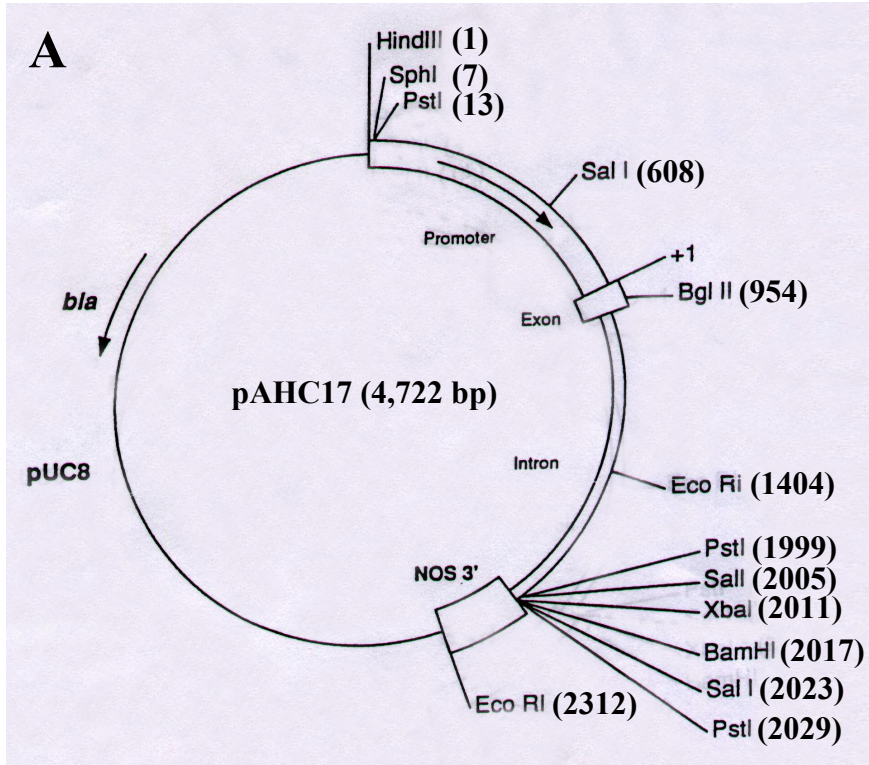 A
HindIII (1)
SphI (7)
PstI (13)
Sal I (608)
Promoter
+1
Bgl II (954)
Exon
bla
pAHC17 (4,722 bp)
pUC8
Intron
Eco Ri (1404)
NOS 3'
PstI (1999)
SalI (2005)
XbaI (2011)
BamHI (2017)
Sal I (2023)
PstI (2029)
Eco RI (2312)